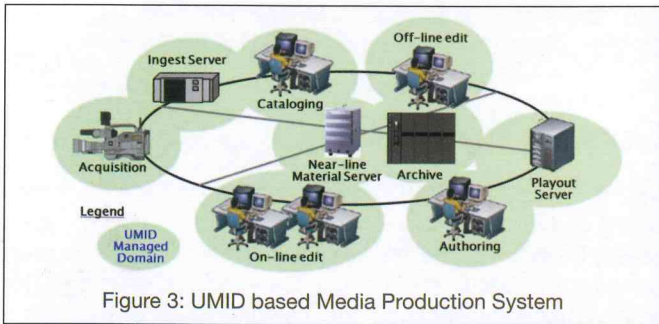 Off-line edit
Ingest Server
Cataloging
Acquisition
Near-line
Material Server
Archive
Playout
Server
Legend
UMID
Managed
Domain
On-line edit
Authoring
Figure 3: UMID based Media Production System